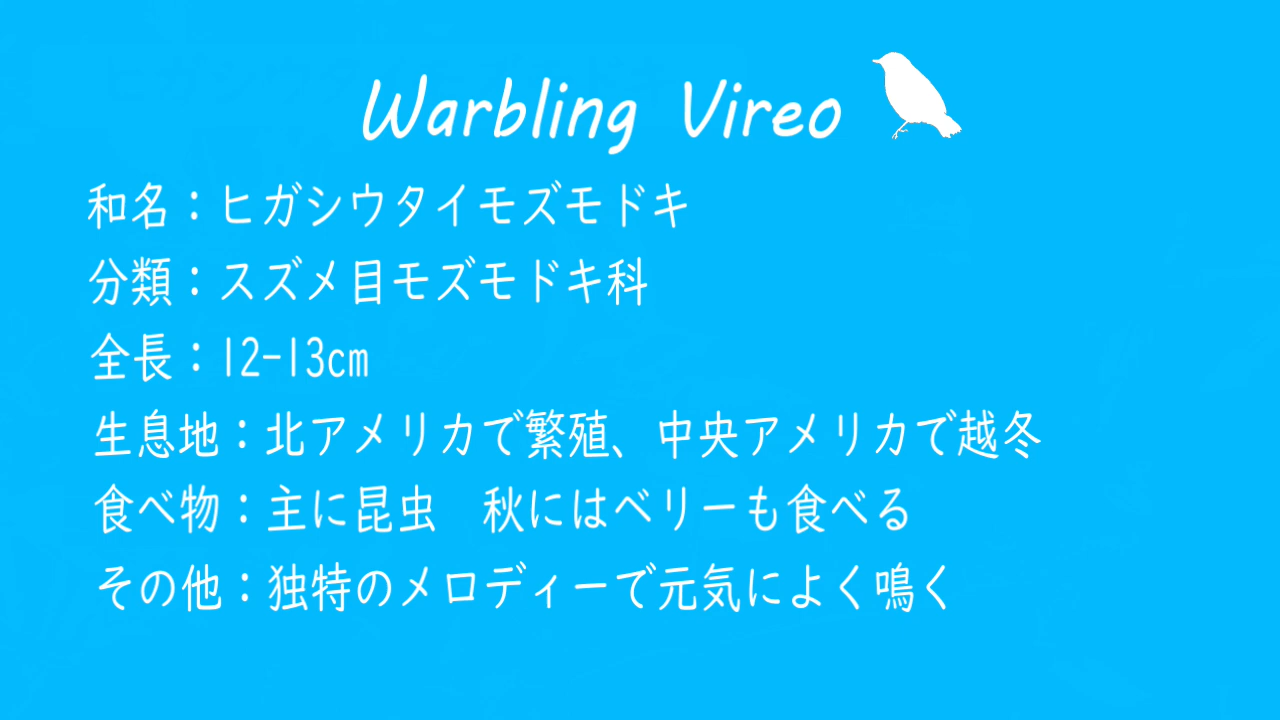 Warbling Vireo
和名：ヒガシウタイモズモドキ
分類：スズメ目モズモドキ科
全長：12-13cm
生息地：北アメリカで繁殖、中央アメリカで越冬
食べ物：主に昆虫　秋にはベリーも食べる
その他：独特のメロディーで元気によく鳴く